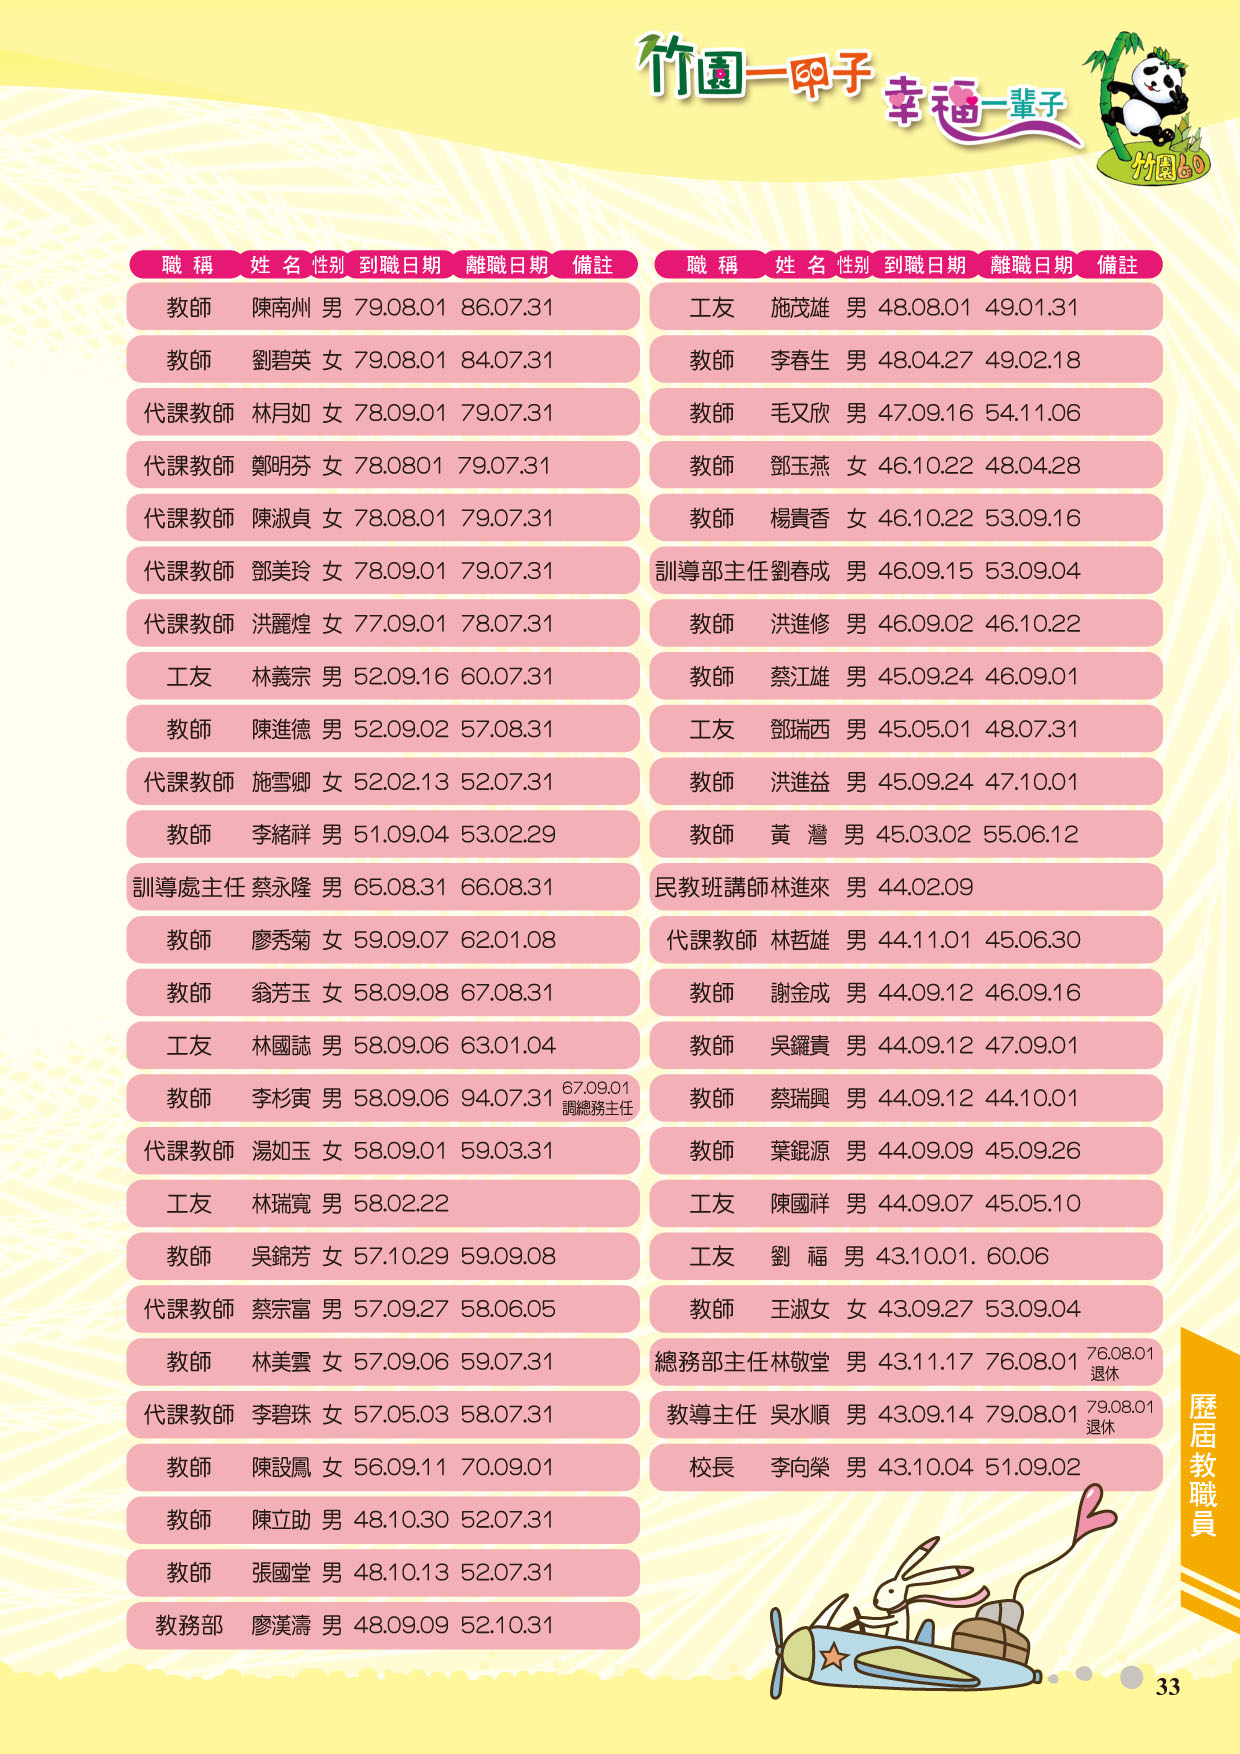 竹園一甲子
幸福一輩子
竹園60
職稱 姓名 性別 到職日期 離職日期 備註
教師 陳南州 男 79.08.01 86.07.31
教師 劉碧英 女 79.08.01 84.07.31
代課教師 林月如 女 78.09.01 79.07.31
代課教師 鄭明芬 女 78.0801 79.07.31
代課教師 陳淑貞 女 78.08.01 79.07.31
代課教師 鄧美玲 女 78.09.01 79.07.31
代課教師 洪麗煌 女 77.09.01 78.07.31
工友 林義宗 男 52.09.16 60.07.31
教師 陳進德 男 52.09.02 57.08.31
代課教師 施雪卿 女 52.02.13 52.07.31
教師 李緒祥 男 51.09.04 53.02.29
訓導處主任 蔡永隆 男 65.08.31 66.08.31
教師 廖秀菊 女 59.09.07 62.01.08
教師 翁芳玉 女 58.09.08 67.08.31
工友 林國誌 男 58.09.06 63.01.04
教師 李杉寅 男 58.09.06 94.07.31 67.09.01
調總務主任
代課教師 湯如玉 女 58.09.01 59.03.31
工友 林瑞寬 男 58.02.22
教師 吳錦芳 女 57.10.29 59.09.08
代課教師 蔡宗富 男 57.09.27 58.06.05
教師 林美雲 女 57.09.06 59.07.31
代課教師 李碧珠 女 57.05.03 58.07.31
教師 陳設鳳 女 56.09.11 70.09.01
教師 陳立助 男 48.10.30 52.07.31
教師 張國堂 男 48.10.13 52.07.31
教務部 廖漢濤 男 48.09.09 52.10.31
職稱 姓名 性別 到職日期 離職日期 備註
工友 施茂雄 男 48.08.01 49.01.31
教師 李春生 男 48.04.27 49.02.18
教師 毛又欣 男 47.09.16 54.11.06
教師 鄧玉燕 女 46.10.22 48.04.28
教師 楊貴香 女 46.10.22 53.09.16
訓導部主任 劉春成 男 46.09.15 53.09.04
教師 洪進修 男 46.09.02 46.10.22
教師 蔡江雄 男 45.09.24 46.09.01
工友 鄧瑞西 男 45.05.01 48.07.31
教師 洪進益 男 45.09.24 47.10.01
教師 黃 灣 男 45.03.02 55.06.12
民教班講師 林進來 男 44.02.09
代課教師 林哲雄 男 44.11.01 45.06.30
教師 謝金成 男 44.09.12 46.09.16
教師 吳鑼貴 男 44.09.12 47.09.01
教師 蔡瑞興 男 44.09.12 44.10.01
教師 葉錕源 男 44.09.09 45.09.26
工友 陳國祥 男 44.09.07 45.05.10
工友 劉 福 男 43.10.01. 60.06
教師 王淑女 女 43.09.27 53.09.04
總務部主任 林敬堂 男 43.11.17 76.08.01 76.08.01
退休
教導主任 吳水順 男 43.09.14 79.08.01 79.08.01
退休
校長 李向榮 男 43.10.04 51.09.02
歷屆教職員
33